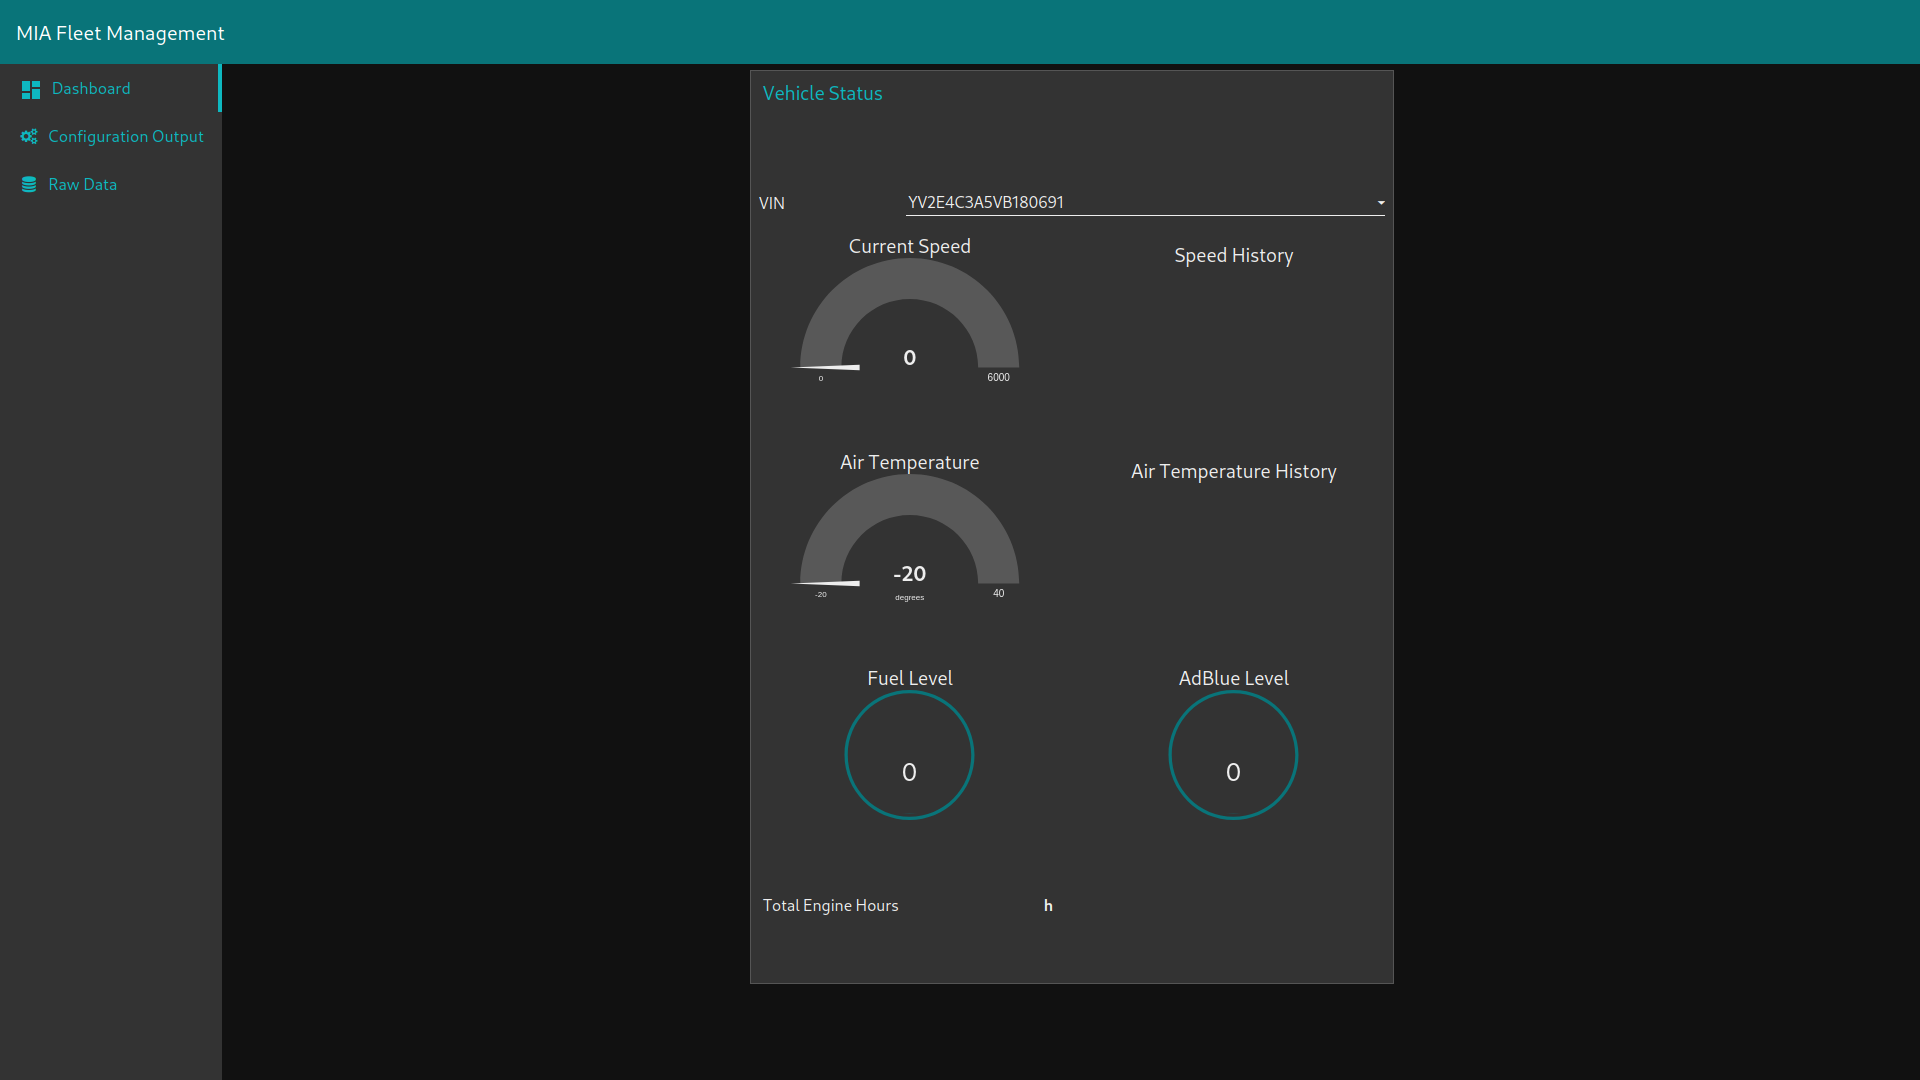 MIA Fleet Management
Dashboard
Configuration Output
Raw Data
Vehicle Status
VIN
YV2E4C3A5VB180691
Current Speed
0
0
6000
Speed History
Air Temperature
-20
degrees
-20
40
Air Temperature History
Fuel Level
0
AdBlue Level
0
Total Engine Hours
h